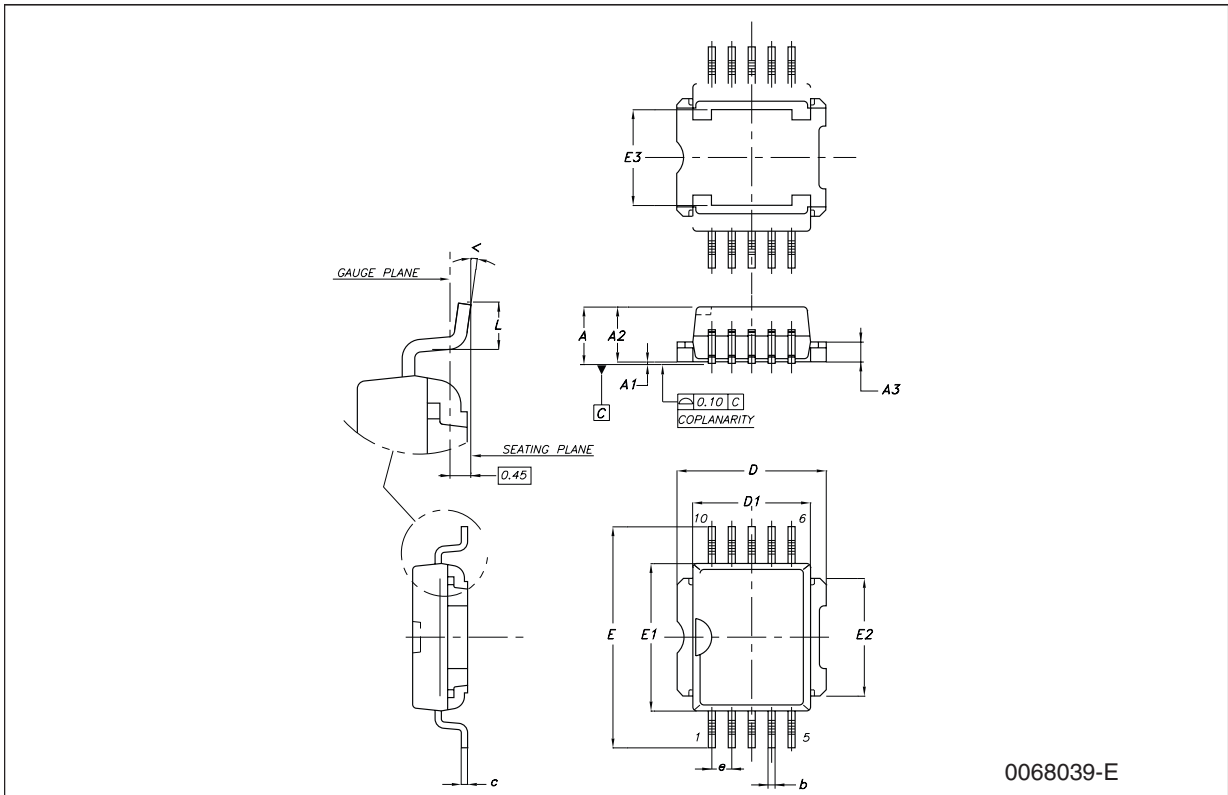 E3
GAUGE PLANE
V
L
A
A2
A1
A3
C
⌓ 0.10 C
COPLANARITY
SEATING PLANE
0.45
D
D1
10
6
E
E1
E2
1
5
e
b
c
0068039-E